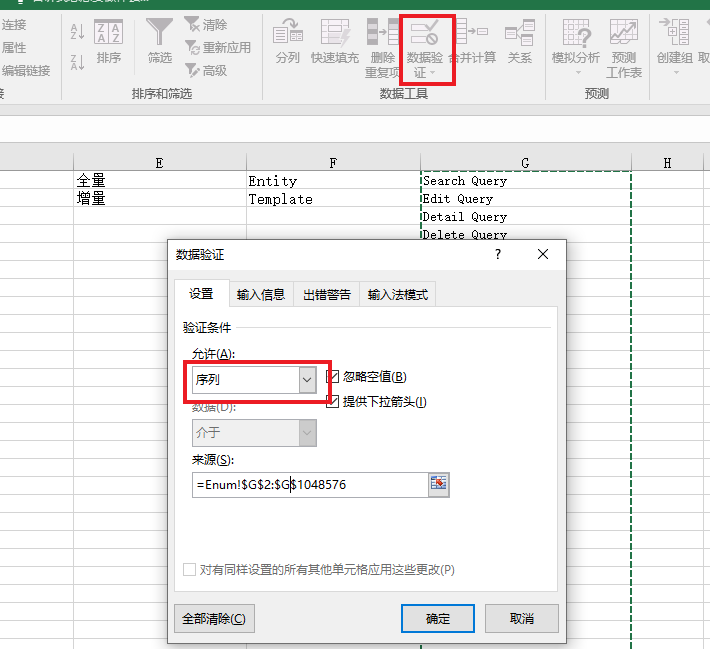 连接
属性
编辑链接
排序
筛选
清除
重新应用
高级
排序和筛选
分列
快速填充
删除
重复项
数据验
证
合并计算
关系
数据工具
模拟分析
预测
工作表
预测
创建组
取
E F G H
全量 Entity Search Query
增量 Template Edit Query
Detail Query
Delete Query
数据验证 ?
设置 输入信息 出错警告 输入法模式
验证条件
允许(A):
序列 忽略空值(B)
提供下拉箭头(I)
数据(D):
介于
来源(S):
=Enum!$G$2:$G$1048576
对有同样设置的所有其他单元格应用这些更改(P)
全部清除(C) 确定 取消